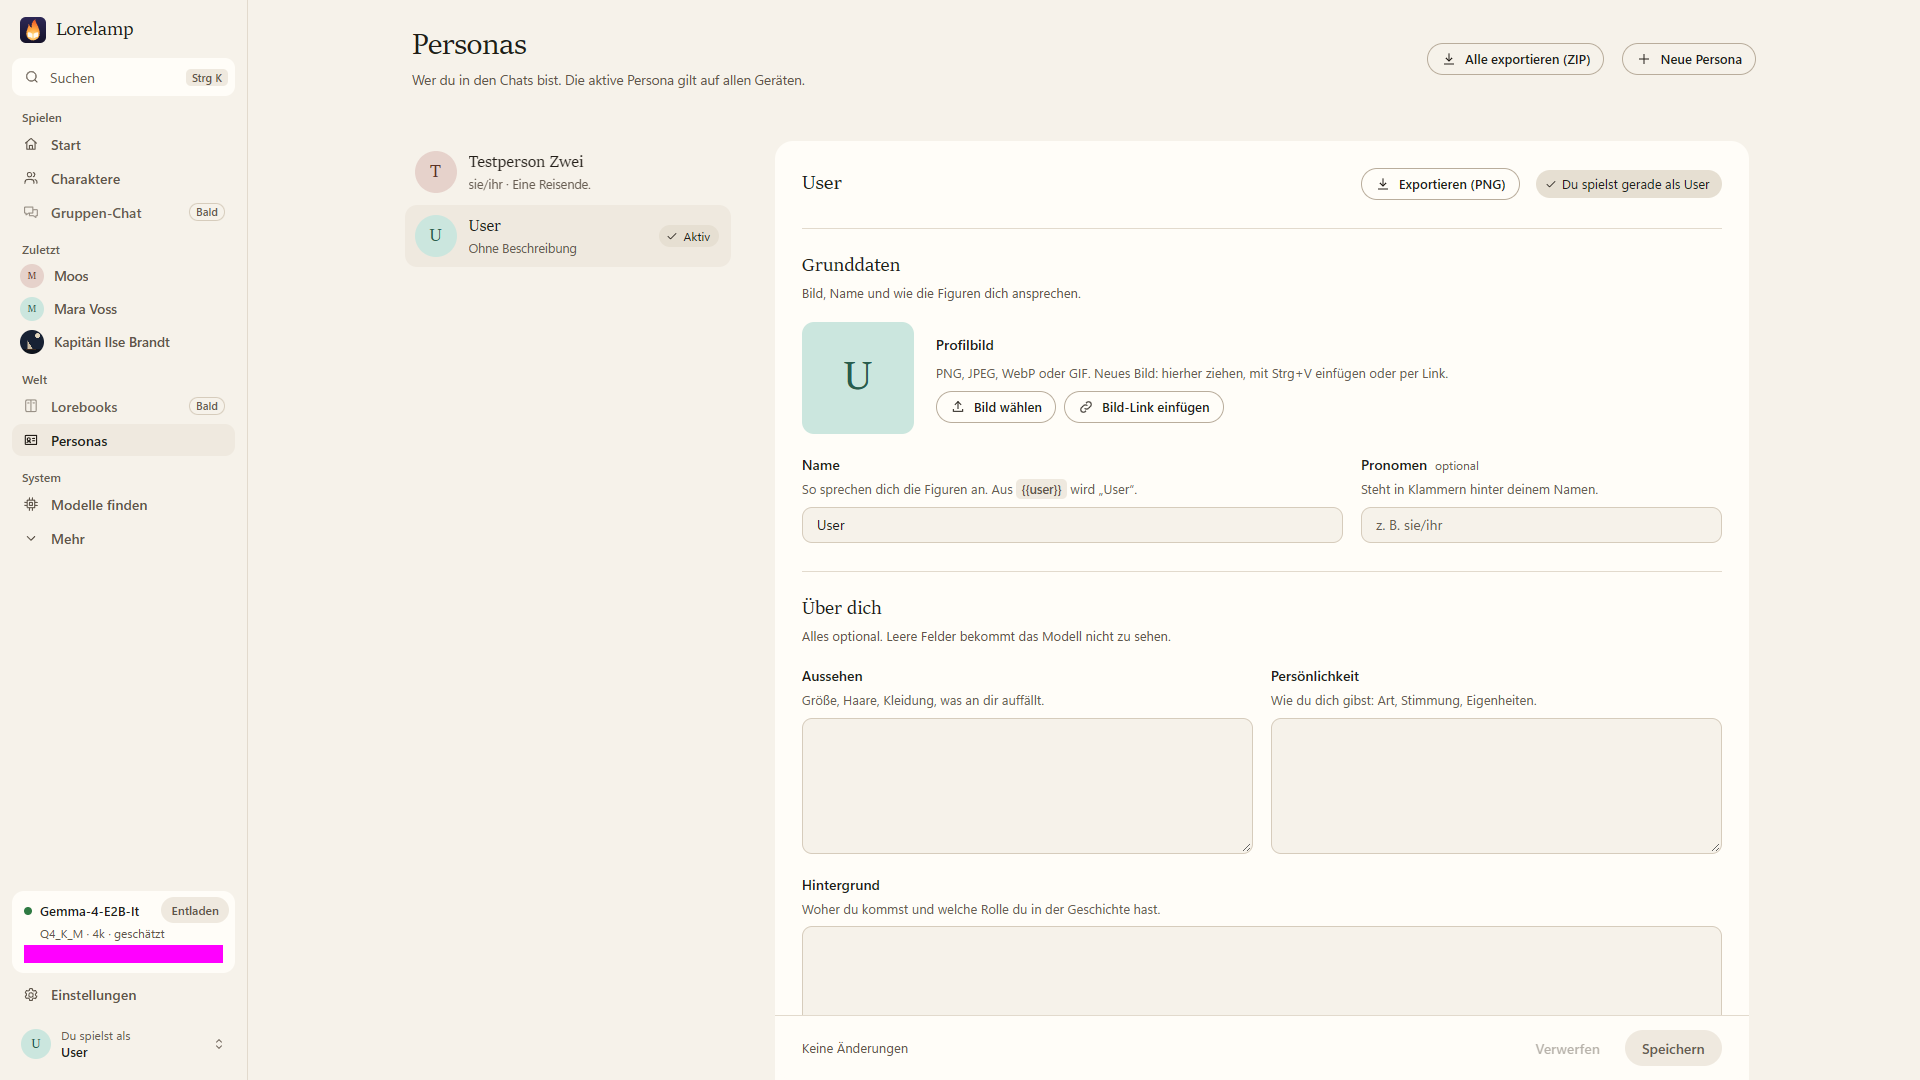 Lorelamp
Suchen
Strg K
Spielen
Start
Charaktere
Gruppen-Chat
Bald
Zuletzt
M
Moos
M
Mara Voss
Kapitän Ilse Brandt
Welt
Lorebooks
Bald
Personas
System
Modelle finden
Mehr
Gemma-4-E2B-It
Entladen
Q4_K_M · 4k · geschätzt
Einstellungen
U
Du spielst als
User
Personas
Wer du in den Chats bist. Die aktive Persona gilt auf allen Geräten.
Alle exportieren (ZIP)
Neue Persona
T
Testperson Zwei
sie/ihr · Eine Reisende.
U
User
Ohne Beschreibung
Aktiv
User
Exportieren (PNG)
Du spielst gerade als User
Grunddaten
Bild, Name und wie die Figuren dich ansprechen.
U
Profilbild
PNG, JPEG, WebP oder GIF. Neues Bild: hierher ziehen, mit Strg+V einfügen oder per Link.
Bild wählen
Bild-Link einfügen
Name
So sprechen dich die Figuren an. Aus {{user}} wird „User“.
User
Pronomen optional
Steht in Klammern hinter deinem Namen.
z. B. sie/ihr
Über dich
Alles optional. Leere Felder bekommt das Modell nicht zu sehen.
Aussehen
Größe, Haare, Kleidung, was an dir auffällt.
Persönlichkeit
Wie du dich gibst: Art, Stimmung, Eigenheiten.
Hintergrund
Woher du kommst und welche Rolle du in der Geschichte hast.
Keine Änderungen
Verwerfen
Speichern